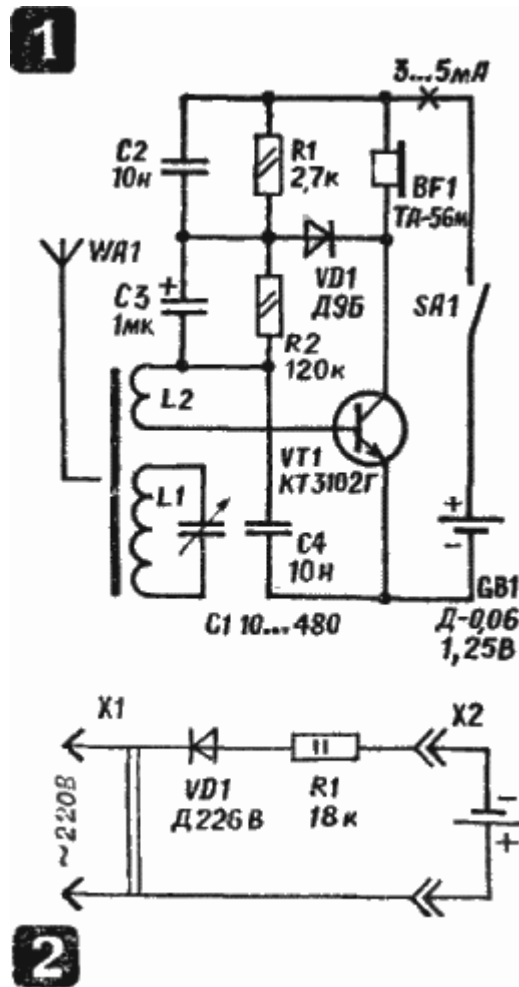 1
3...5мА
C2
10н
R1
2,7к
BF1
ТА-56м
WA1
C3
+
1мк
VD1
Д9Б
SA1
R2
120к
L2
VT1
КТ3102Г
L1
C4
10н
+
-
GB1
Д-0,06
1,25В
C1 10...480
X1
X2
~220В
VD1
Д226В
R1
18к
-
+
2